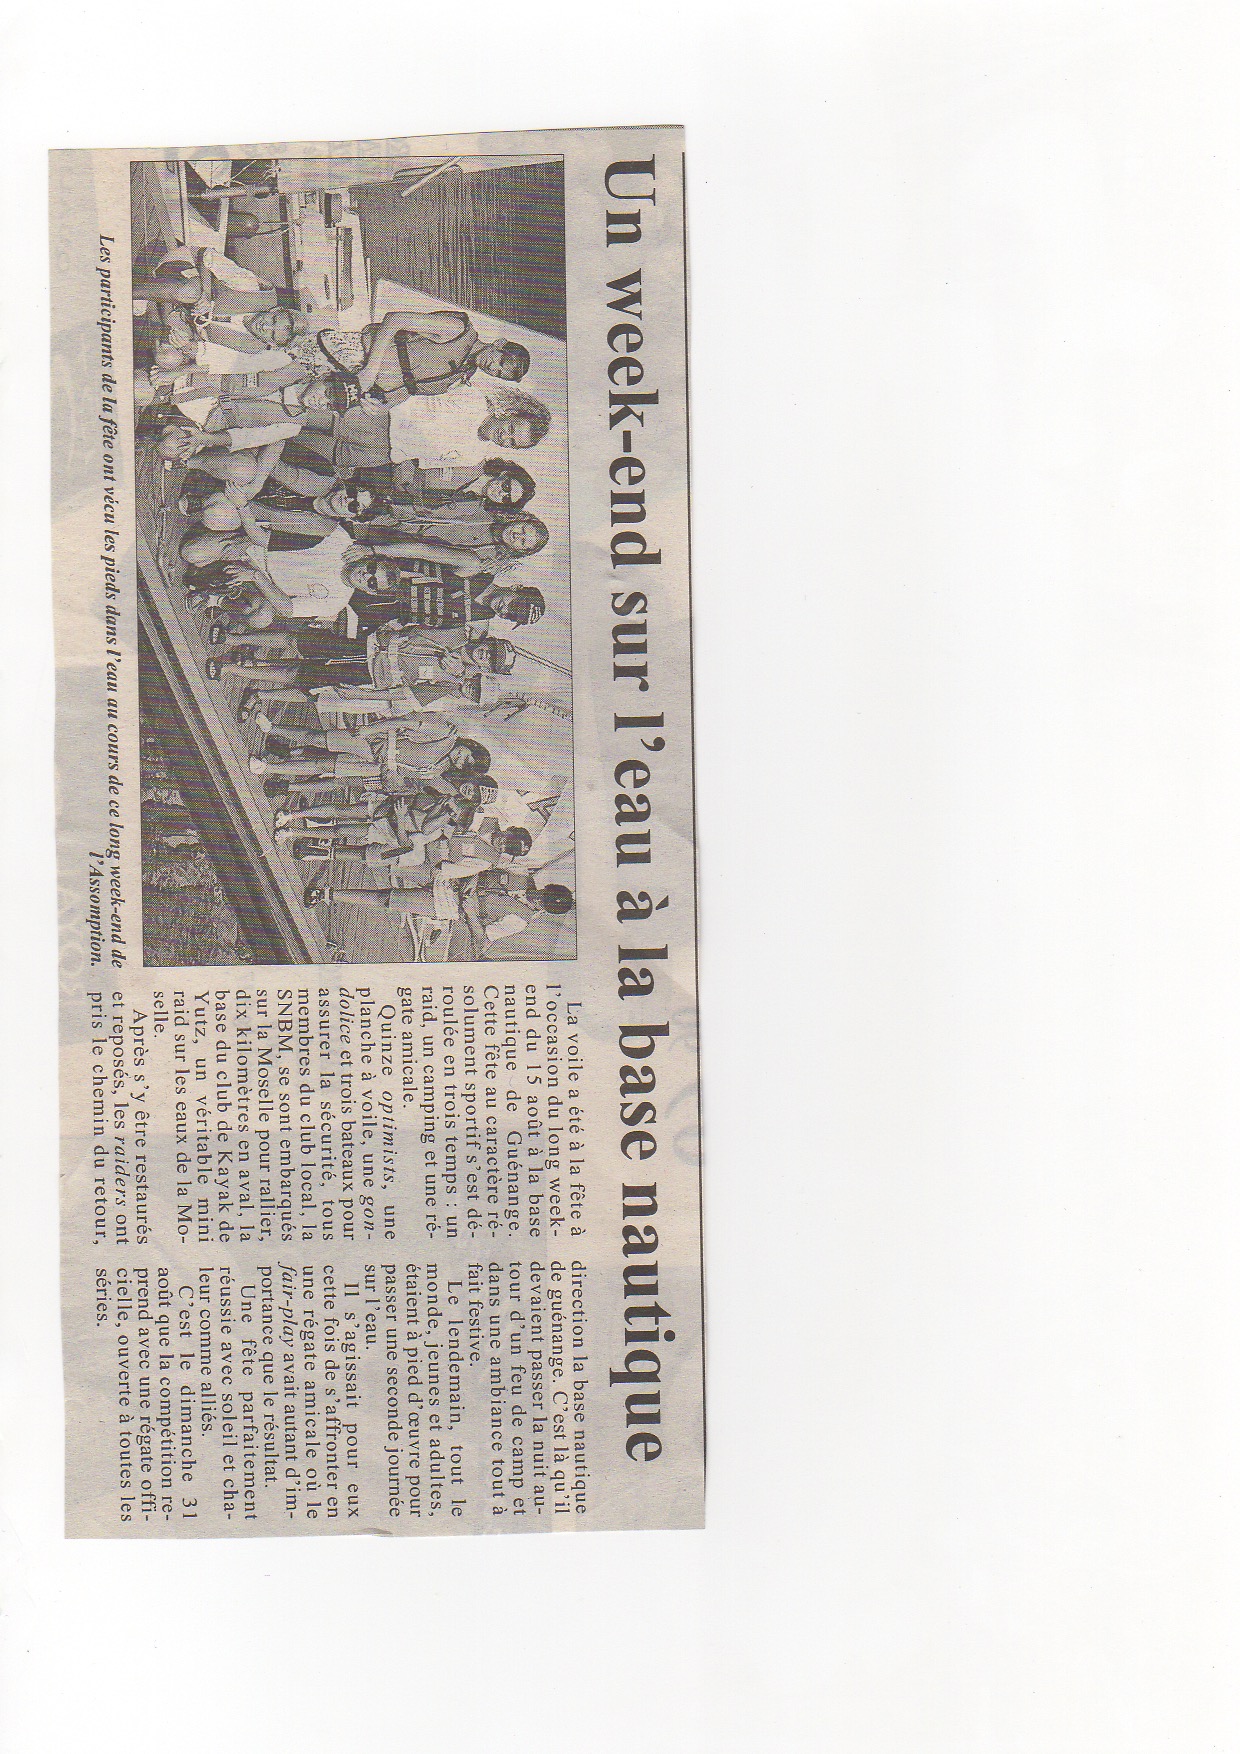 Un week-end sur l'eau à la base nautique
Les participants de la fête ont vécu les pieds dans l'eau au cours de ce long week-end de
l'Assomption.
La voile a été à la fête à
l'occasion du long week-
end du 15 août à la base
nautique de Guénange.
Cette fête au caractère ré-
solument sportif s'est dé-
roulée en trois temps : un
raid, un camping et une ré-
gate amicale.
Quinze optimists, une
planche à voile, une gon-
dolice et trois bateaux pour
assurer la sécurité, tous
membres du club local, la
SNBM, se sont embarqués
sur la Moselle pour rallier,
dix kilomètres en aval, la
base du club de Kayak de
Yutz, un véritable mini
raid sur les eaux de la Mo-
selle.
Après s'y être restaurés
et reposés, les raiders ont
pris le chemin du retour,
direction la base nautique
de guénange. C'est là qu'il
devaient passer la nuit au-
tour d'un feu de camp et
dans une ambiance tout à
fait festive.
Le lendemain, tout le
monde, jeunes et adultes,
étaient à pied d'œuvre pour
passer une seconde journée
sur l'eau.
Il s'agissait pour eux
cette fois de s'affronter en
une régate amicale où le
fair-play avait autant d'im-
portance que le résultat.
Une fête parfaitement
réussie avec soleil et cha-
leur comme alliés.
C'est le dimanche 31
août que la compétition re-
prend avec une régate offi-
cielle, ouverte à toutes les
séries.